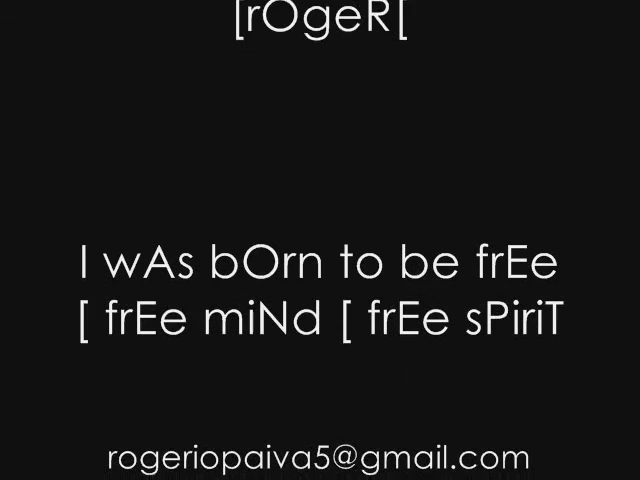 [rOgeR[
I wAs bOrn to be frEe
[ frEe miNd [ frEe sPiriT
rogeriopaiva5@gmail.com